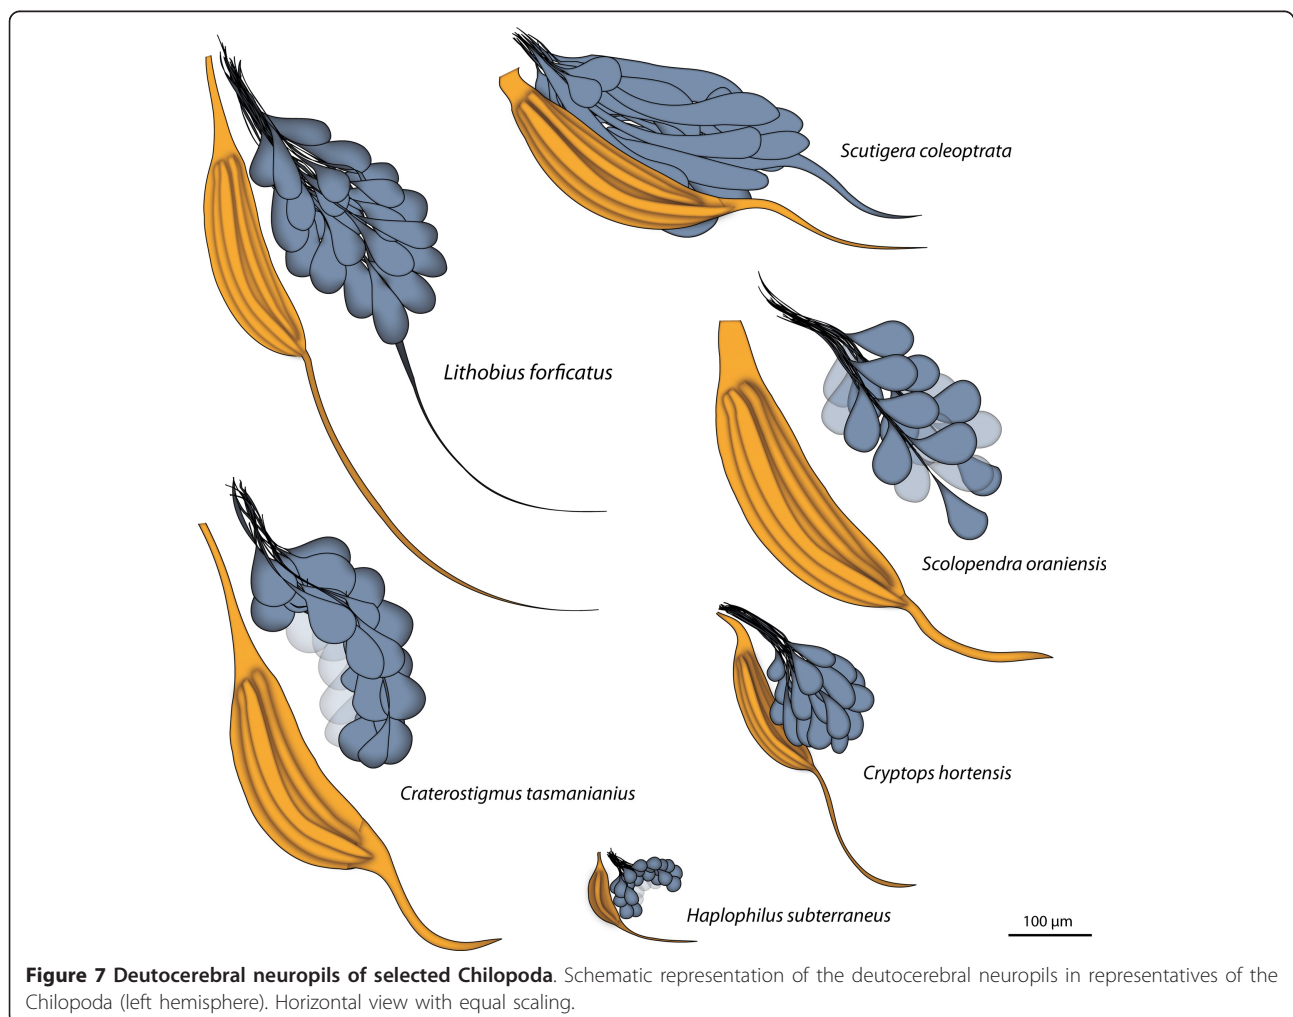 Scutigera coleoptrata
Lithobius forficatus
Scolopendra oraniensis
Cryptops hortensis
Craterostigmus tasmanianius
Haplophilus subterraneus
100 µm
Figure 7 Deutocerebral neuropils of selected Chilopoda. Schematic representation of the deutocerebral neuropils in representatives of the
Chilopoda (left hemisphere). Horizontal view with equal scaling.